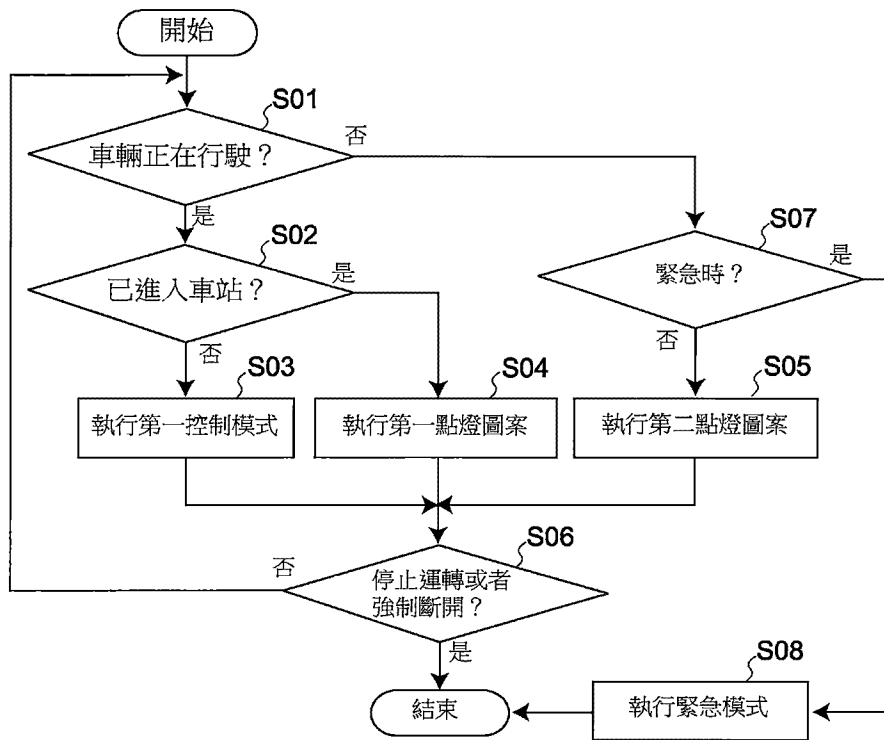 開始
S01
車輛正在行駛？
否
是
S02
已進入車站？
是
否
S07
緊急時？
是
否
S03
執行第一控制模式
S04
執行第一點燈圖案
S05
執行第二點燈圖案
S06
停止運轉或者
強制斷開？
否
是
結束
S08
執行緊急模式